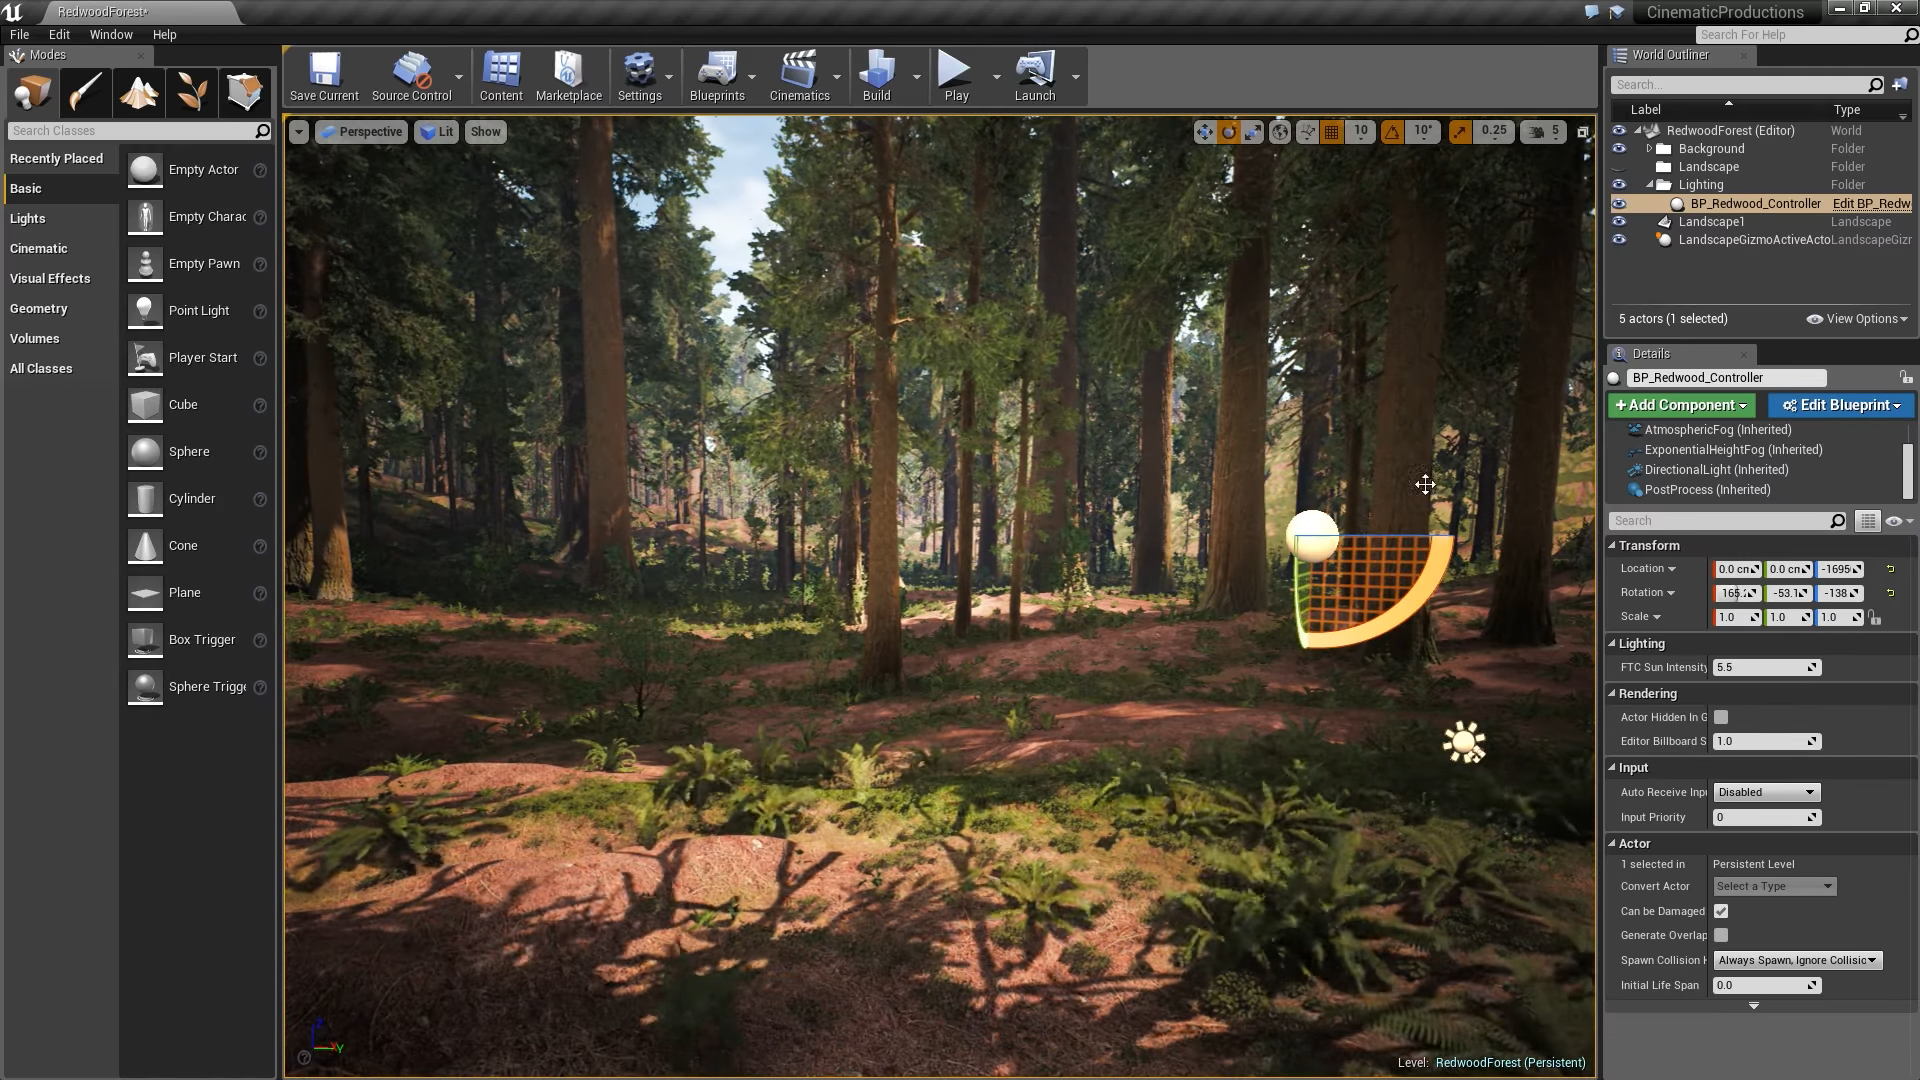 RedwoodForest*
CinematicProductions
File Edit Window Help
Search For Help
Modes
Save Current
Source Control
Content
Marketplace
Settings
Blueprints
Cinematics
Build
Play
Launch
Search Classes
Recently Placed
Basic
Lights
Cinematic
Visual Effects
Geometry
Volumes
All Classes
Empty Actor
Empty Charac
Empty Pawn
Point Light
Player Start
Cube
Sphere
Cylinder
Cone
Plane
Box Trigger
Sphere Trigge
Perspective
Lit
Show
10
10°
0.25
5
Z
Y
Level: RedwoodForest (Persistent)
World Outliner
Search...
Label Type
RedwoodForest (Editor) World
Background Folder
Landscape Folder
Lighting Folder
BP_Redwood_Controller Edit BP_Redw
Landscape1 Landscape
LandscapeGizmoActiveActo LandscapeGizr
5 actors (1 selected)
View Options
Details
BP_Redwood_Controller
+Add Component
Edit Blueprint
AtmosphericFog (Inherited)
ExponentialHeightFog (Inherited)
DirectionalLight (Inherited)
PostProcess (Inherited)
Search
Transform
Location 0.0 cm 0.0 cm -1695
Rotation 165. -53.1 -138
Scale 1.0 1.0 1.0
Lighting
FTC Sun Intensity 5.5
Rendering
Actor Hidden In G
Editor Billboard S 1.0
Input
Auto Receive Inpu Disabled
Input Priority 0
Actor
1 selected in Persistent Level
Convert Actor Select a Type
Can be Damaged
Generate Overlap
Spawn Collision H Always Spawn, Ignore Collisic
Initial Life Span 0.0